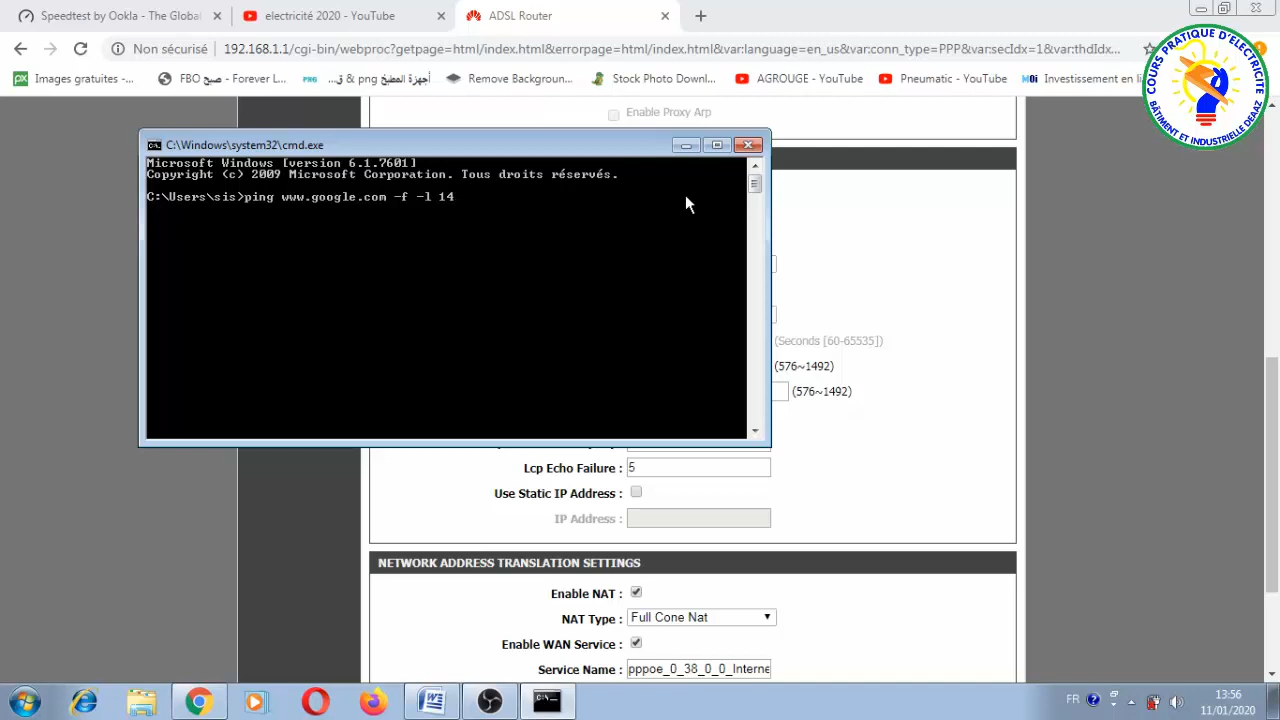 Speedtest by Ookla - The Global
electricité 2020 - YouTube
ADSL Router
Non sécurisé
192.168.1.1/cgi-bin/webproc?getpage=html/index.html&errorpage=html/index.html&var:language=en_us&var:conn_type=PPP&var:secIdx=1&var:thdIdx...
px Images gratuites -...
FBO صبح - Forever L...
PNG أجهزة المطبخ png & ق...
Remove Backgroun...
Stock Photo Downl...
AGROUGE - YouTube
Pneumatic - YouTube
Investissement en li
COURS PRATIQUE D'ELECTRICITE
BÂTIMENT ET INDUSTRIELLE DEAAZ
Enable Proxy Arp
C:\Windows\system32\cmd.exe
Microsoft Windows [version 6.1.7601]
Copyright (c) 2009 Microsoft Corporation. Tous droits réservés.
C:\Users\sis>ping www.google.com -f -l 14
(Seconds [60-65535])
(576~1492)
(576~1492)
Lcp Echo Failure : 5
Use Static IP Address :
IP Address :
NETWORK ADDRESS TRANSLATION SETTINGS
Enable NAT :
NAT Type : Full Cone Nat
Enable WAN Service :
Service Name : pppoe_0_38_0_0_Interne
FR
13:56
11/01/2020